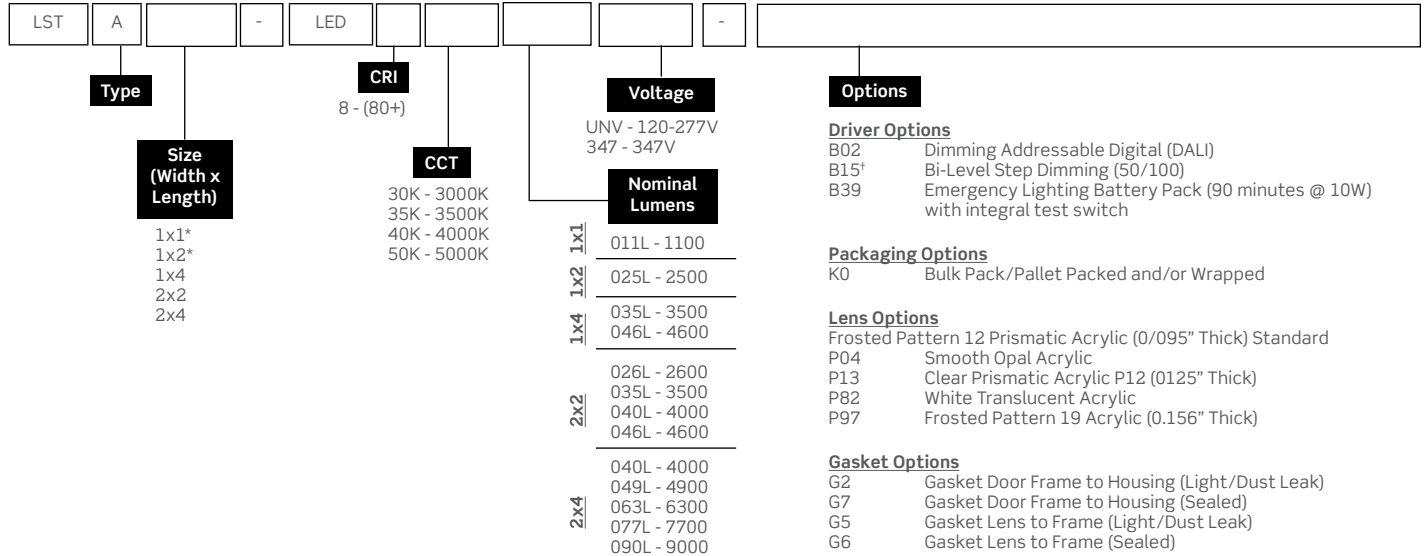 LST A - LED -
Type
Size
(Width x
Length)
1x1*
1x2*
1x4
2x2
2x4
CRI
8 - (80+)
CCT
30K - 3000K
35K - 3500K
40K - 4000K
50K - 5000K
Voltage
UNV - 120-277V
347 - 347V
Nominal
Lumens
1x1
011L - 1100
1x2
025L - 2500
1x4
035L - 3500
046L - 4600
2x2
026L - 2600
035L - 3500
040L - 4000
046L - 4600
2x4
040L - 4000
049L - 4900
063L - 6300
077L - 7700
090L - 9000
Options
Driver Options
B02 Dimming Addressable Digital (DALI)
B15† Bi-Level Step Dimming (50/100)
B39 Emergency Lighting Battery Pack (90 minutes @ 10W)
with integral test switch
Packaging Options
K0 Bulk Pack/Pallet Packed and/or Wrapped
Lens Options
Frosted Pattern 12 Prismatic Acrylic (0/095” Thick) Standard
P04 Smooth Opal Acrylic
P13 Clear Prismatic Acrylic P12 (0125” Thick)
P82 White Translucent Acrylic
P97 Frosted Pattern 19 Acrylic (0.156” Thick)
Gasket Options
G2 Gasket Door Frame to Housing (Light/Dust Leak)
G7 Gasket Door Frame to Housing (Sealed)
G5 Gasket Lens to Frame (Light/Dust Leak)
G6 Gasket Lens to Frame (Sealed)